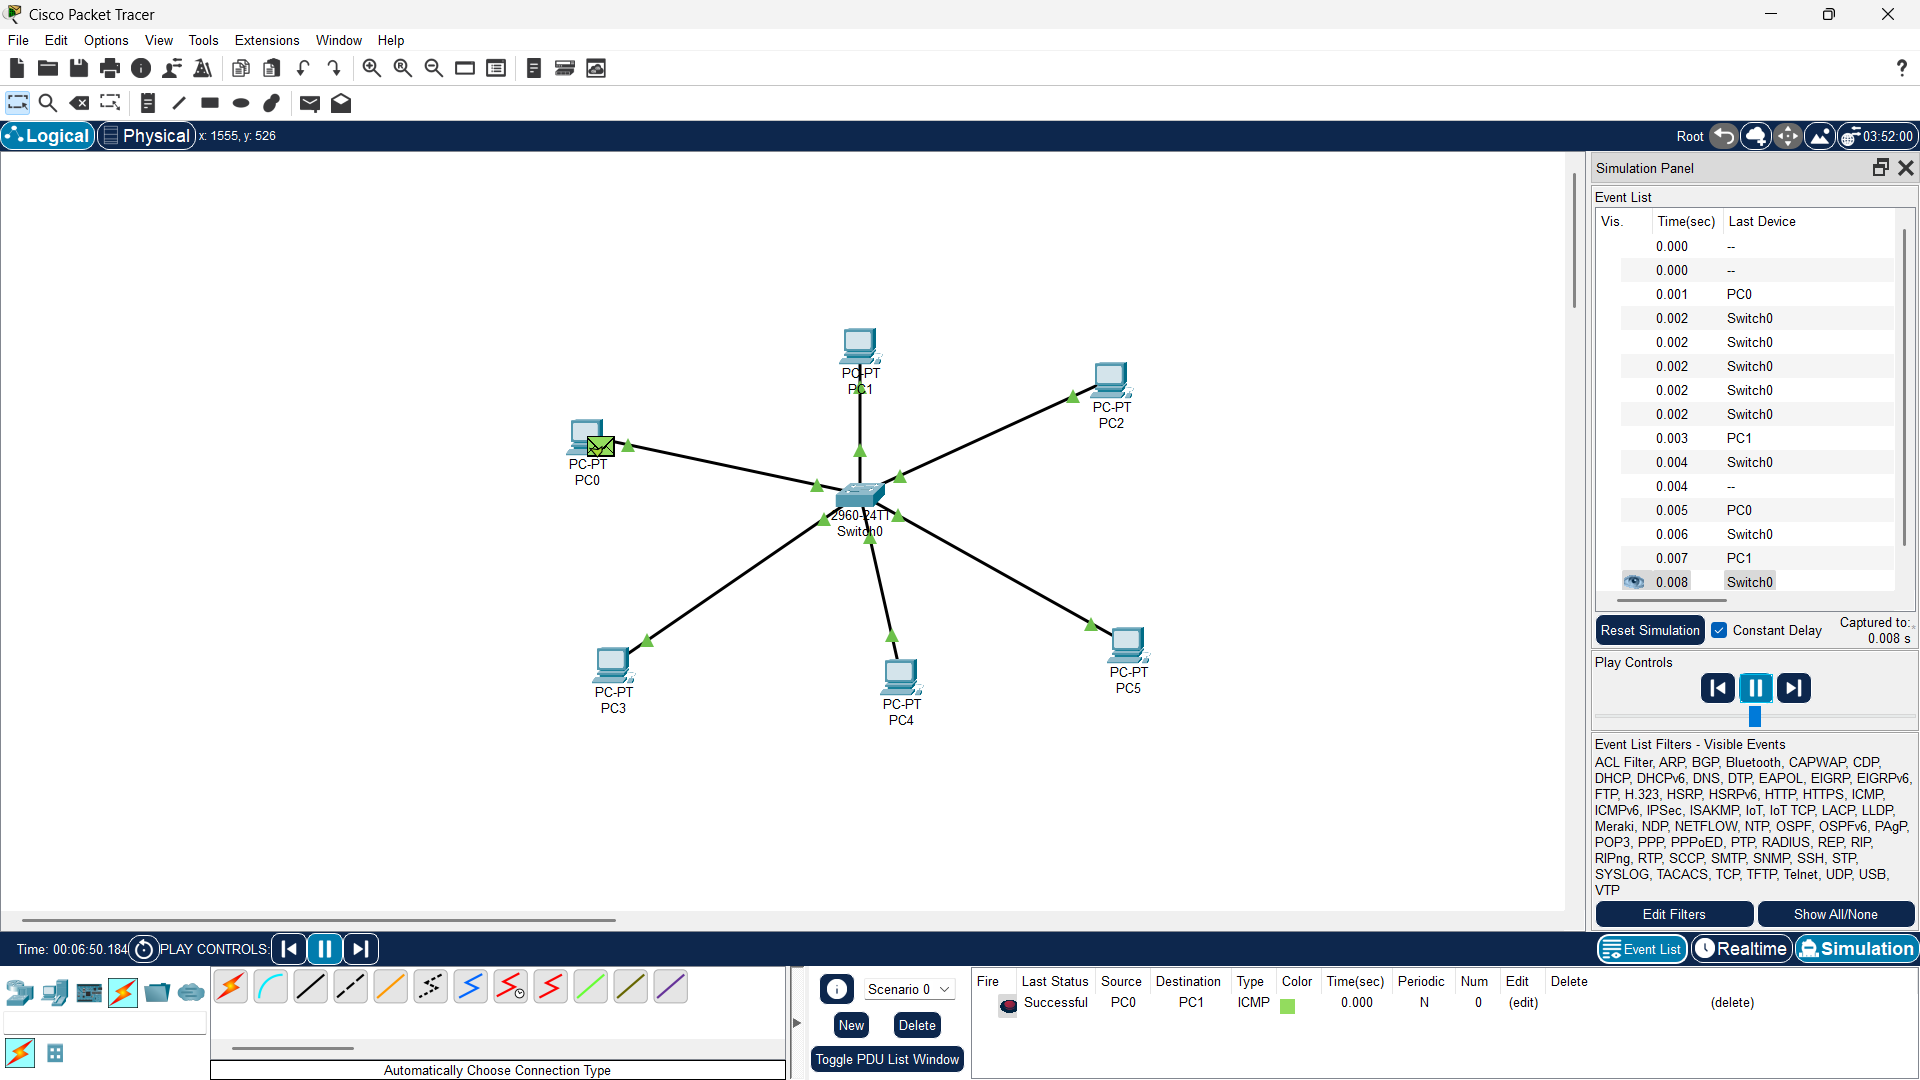 Cisco Packet Tracer
File Edit Options View Tools Extensions Window Help
?
Logical Physical x: 1555, y: 526 Root 03:52:00
Simulation Panel
Event List
Vis. Time(sec) Last Device
0.000 --
0.000 --
0.001 PC0
0.002 Switch0
0.002 Switch0
0.002 Switch0
0.002 Switch0
0.002 Switch0
0.003 PC1
0.004 Switch0
0.004 --
0.005 PC0
0.006 Switch0
0.007 PC1
0.008 Switch0
Reset Simulation Constant Delay Captured to:
0.008 s
Play Controls
Event List Filters - Visible Events
ACL Filter, ARP, BGP, Bluetooth, CAPWAP, CDP,
DHCP, DHCPv6, DNS, DTP, EAPOL, EIGRP, EIGRPv6,
FTP, H.323, HSRP, HSRPv6, HTTP, HTTPS, ICMP,
ICMPv6, IPSec, ISAKMP, IoT, IoT TCP, LACP, LLDP,
Meraki, NDP, NETFLOW, NTP, OSPF, OSPFv6, PAgP,
POP3, PPP, PPPoED, PTP, RADIUS, REP, RIP,
RIPng, RTP, SCCP, SMTP, SNMP, SSH, STP,
SYSLOG, TACACS, TCP, TFTP, Telnet, UDP, USB,
VTP
Edit Filters Show All/None
PC-PT
PC1
PC-PT
PC2
PC-PT
PC0
2960-24TT
Switch0
PC-PT
PC3
PC-PT
PC4
PC-PT
PC5
Time: 00:06:50.184 PLAY CONTROLS:
Event List Realtime Simulation
Automatically Choose Connection Type
Scenario 0
New Delete
Toggle PDU List Window
Fire Last Status Source Destination Type Color Time(sec) Periodic Num Edit Delete
Successful PC0 PC1 ICMP 0.000 N 0 (edit) (delete)